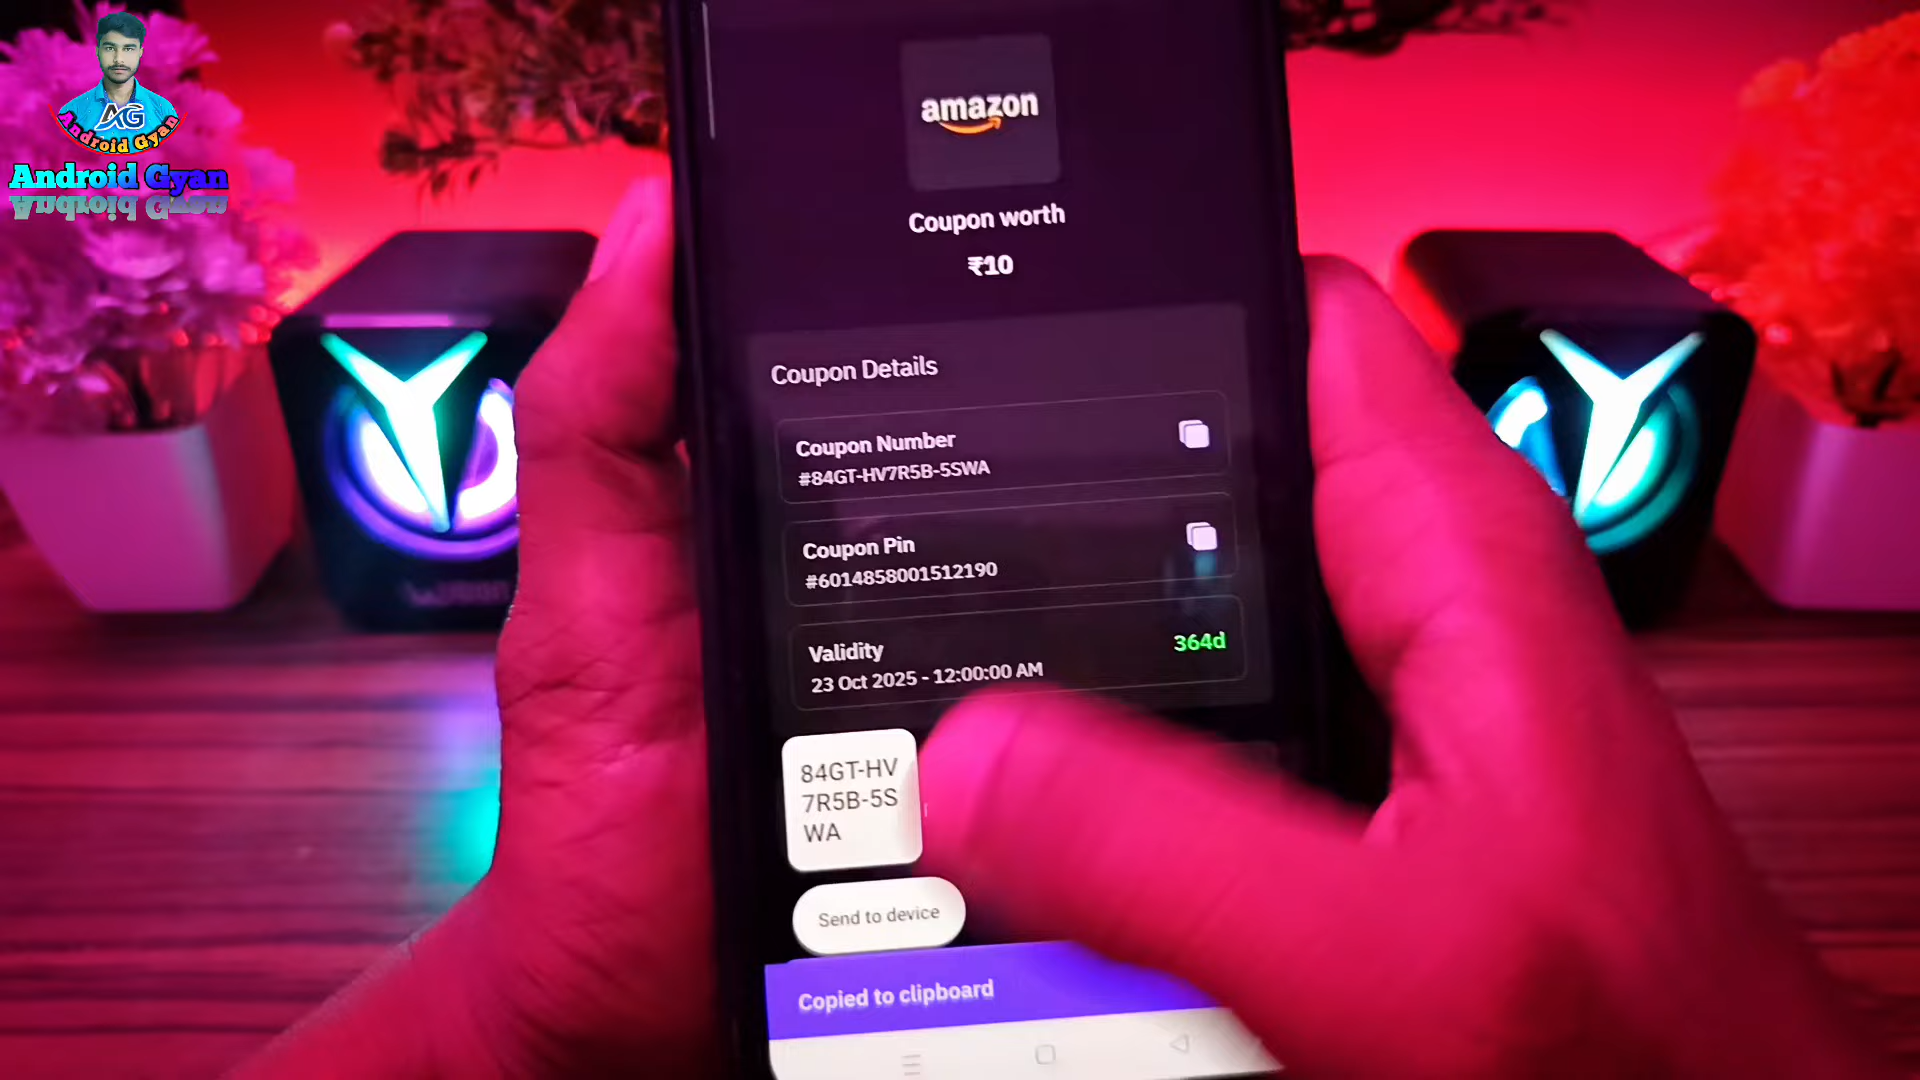 AG
Android Gyan
Android Gyan
amazon
Coupon worth
₹10
Coupon Details
Coupon Number
#84GT-HV7R5B-5SWA
Coupon Pin
#6014858001512190
Validity
364d
23 Oct 2025 - 12:00:00 AM
84GT-HV
7R5B-5S
WA
Send to device
Copied to clipboard